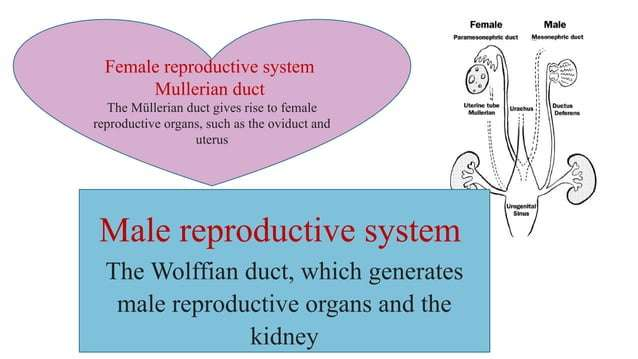 Female reproductive system
Mullerian duct
The Müllerian duct gives rise to female
reproductive organs, such as the oviduct and
uterus
Female Male
Paramesonephric duct Mesonephric duct
Uterine tube
Mullerian
Urachus
Ductus
Deferens
Urogenital
Sinus
Male reproductive system
The Wolffian duct, which generates
male reproductive organs and the
kidney